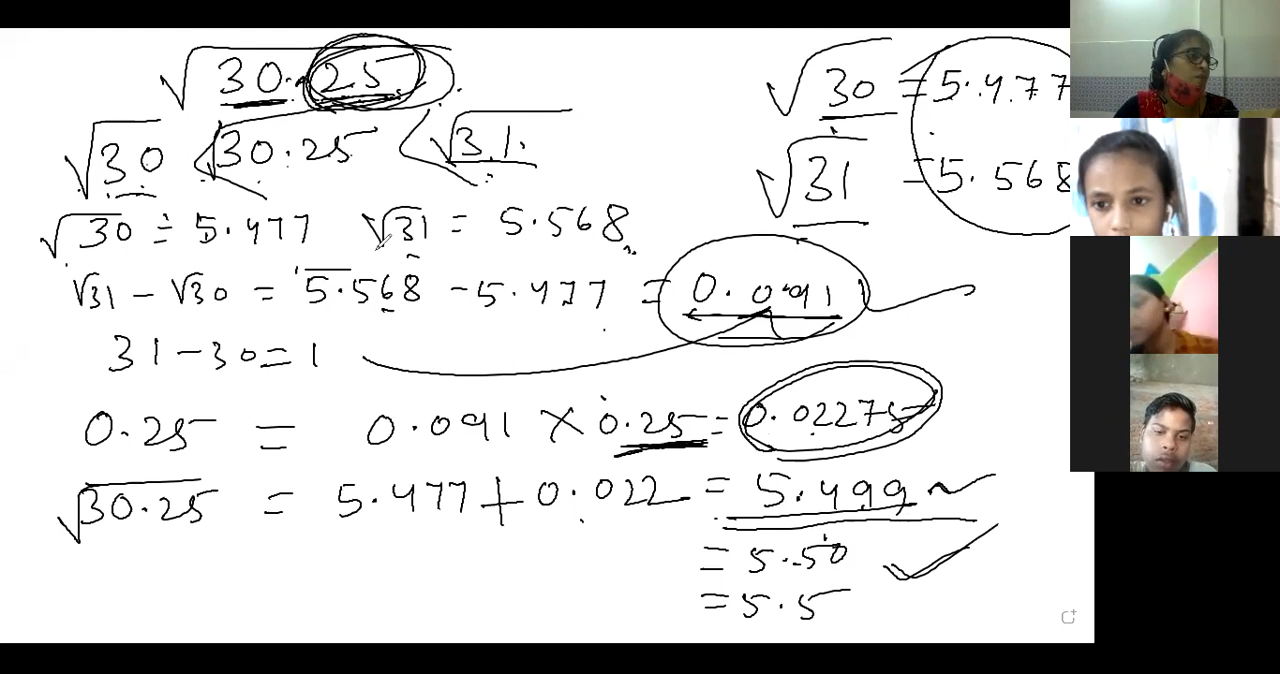 √30.25
√30 < √30.25 < √31.
√30 = 5.477 √31 = 5.568
√31 - √30 = 5.568 - 5.477 = 0.091
31 - 30 = 1
0.25 = 0.091 × 0.25 = 0.02275
√30.25 = 5.477 + 0.022 = 5.499
= 5.50
= 5.5
√30 = 5.477
√31 = 5.568